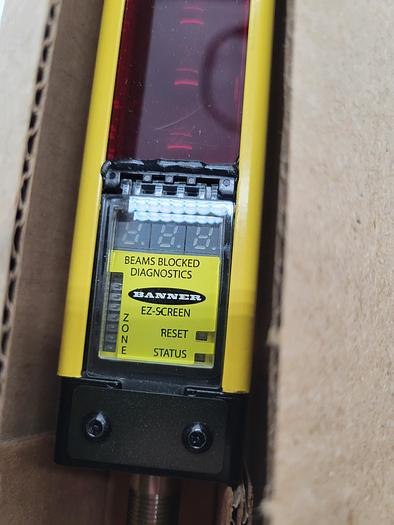 BEAMS BLOCKED
DIAGNOSTICS
BANNER
EZ-SCREEN
ZONE
RESET
STATUS